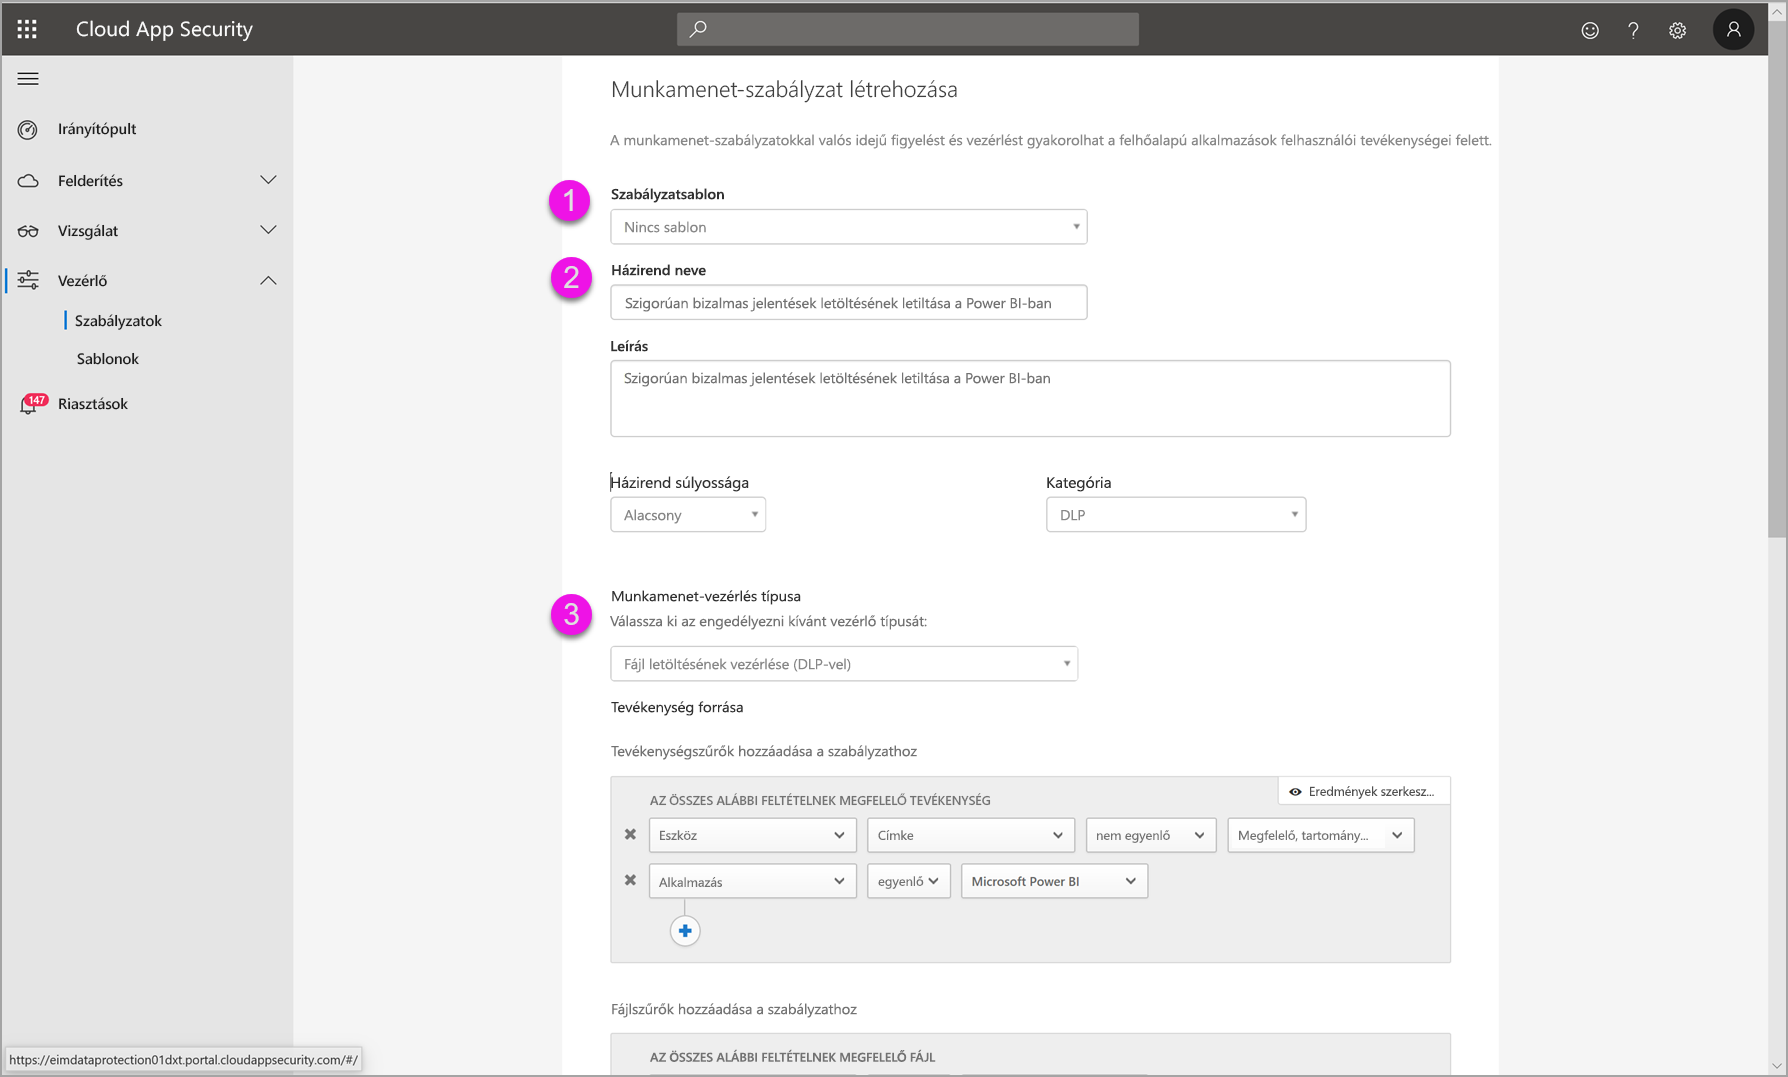 Cloud App Security
Irányítópult
Felderítés
Vizsgálat
Vezérlő
Szabályzatok
Sablonok
147
Riasztások
Munkamenet-szabályzat létrehozása
A munkamenet-szabályzatokkal valós idejű figyelést és vezérlést gyakorolhat a felhőalapú alkalmazások felhasználói tevékenységei felett.
1
Szabályzatsablon
Nincs sablon
2
Házirend neve
Szigorúan bizalmas jelentések letöltésének letiltása a Power BI-ban
Leírás
Szigorúan bizalmas jelentések letöltésének letiltása a Power BI-ban
Házirend súlyossága
Alacsony
Kategória
DLP
3
Munkamenet-vezérlés típusa
Válassza ki az engedélyezni kívánt vezérlő típusát:
Fájl letöltésének vezérlése (DLP-vel)
Tevékenység forrása
Tevékenységszűrők hozzáadása a szabályzathoz
AZ ÖSSZES ALÁBBI FELTÉTELNEK MEGFELELŐ TEVÉKENYSÉG
Eredmények szerkesz...
Eszköz
Címke
nem egyenlő
Megfelelő, tartomány...
Alkalmazás
egyenlő
Microsoft Power BI
Fájlszűrők hozzáadása a szabályzathoz
AZ ÖSSZES ALÁBBI FELTÉTELNEK MEGFELELŐ FÁJL
https://eimdataprotection01dxt.portal.cloudappsecurity.com/#/